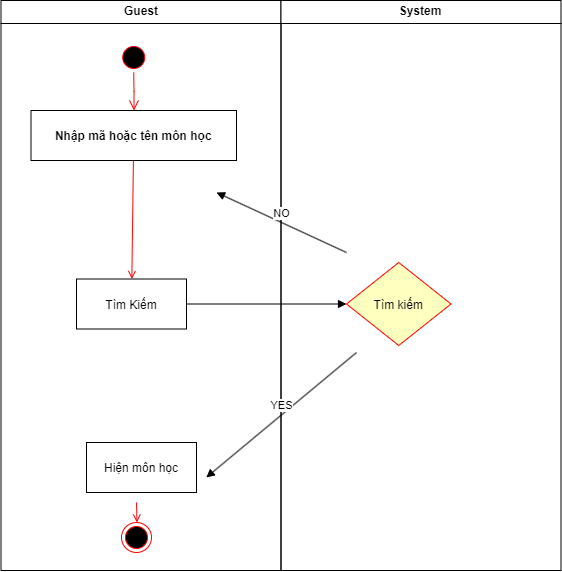 Guest
System
Nhập mã hoặc tên môn học
NO
Tìm Kiếm
Tìm kiếm
YES
Hiện môn học